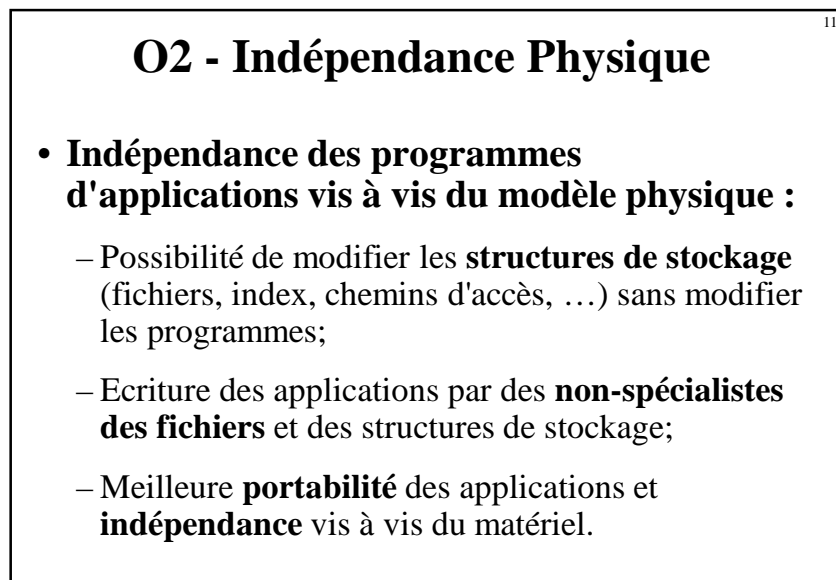 11
O2 - Indépendance Physique
• Indépendance des programmes
d'applications vis à vis du modèle physique :
– Possibilité de modifier les structures de stockage
(fichiers, index, chemins d'accès, …) sans modifier
les programmes;
– Ecriture des applications par des non-spécialistes
des fichiers et des structures de stockage;
– Meilleure portabilité des applications et
indépendance vis à vis du matériel.